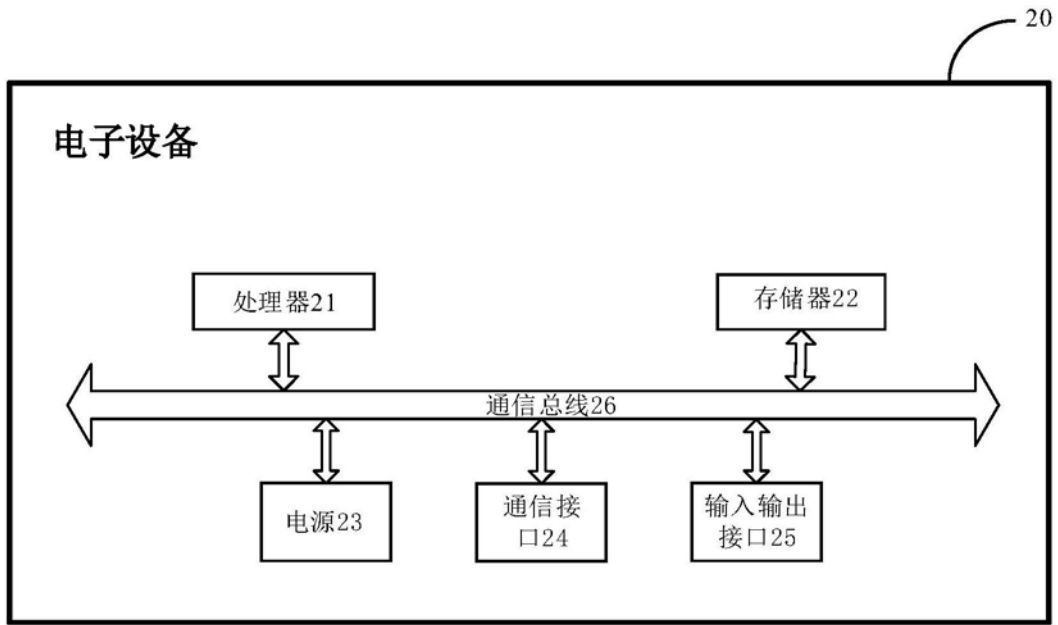 20
电子设备
处理器21
存储器22
通信总线26
电源23
通信接
口24
输入输出
接口25